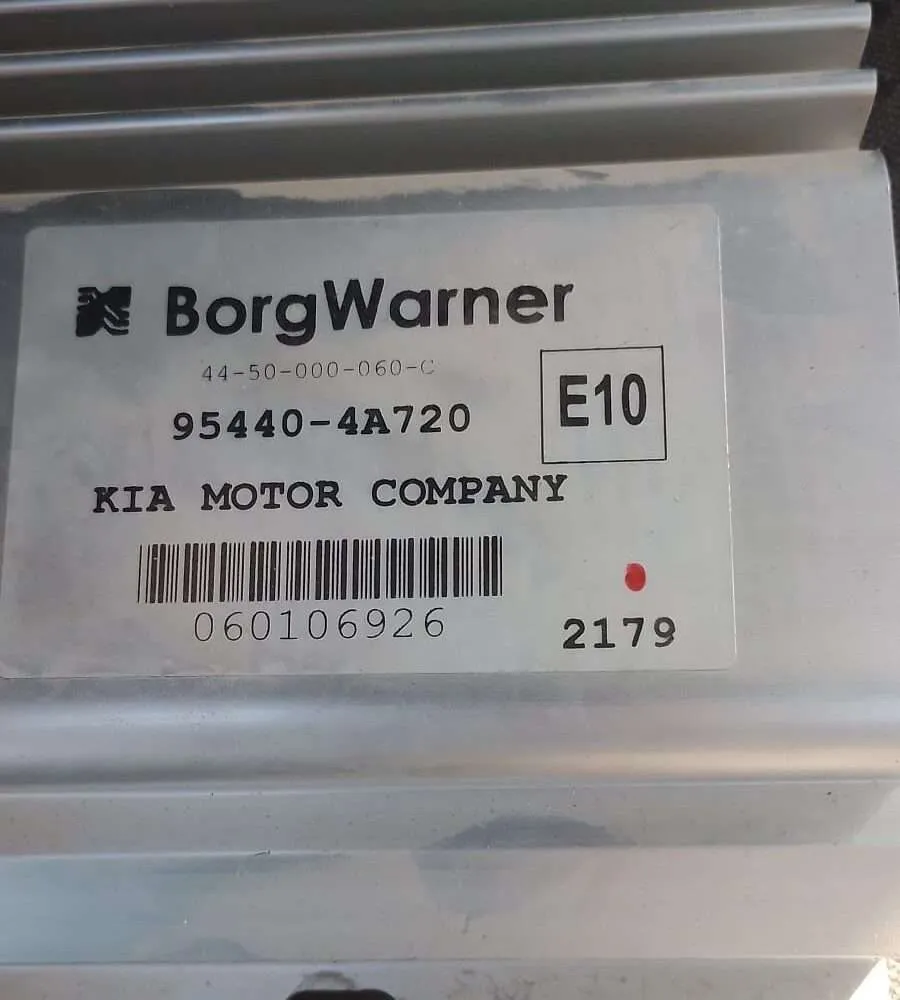 BorgWarner
44-50-000-060-C
95440-4A720
E10
KIA MOTOR COMPANY
060106926
2179